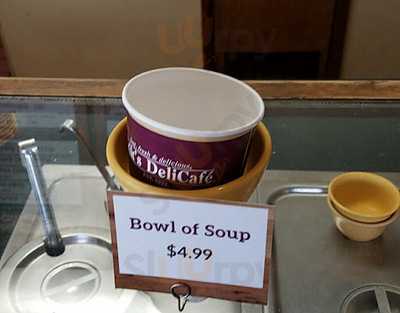 fresh & delicious
DeliCafé
Bowl of Soup
$4.99